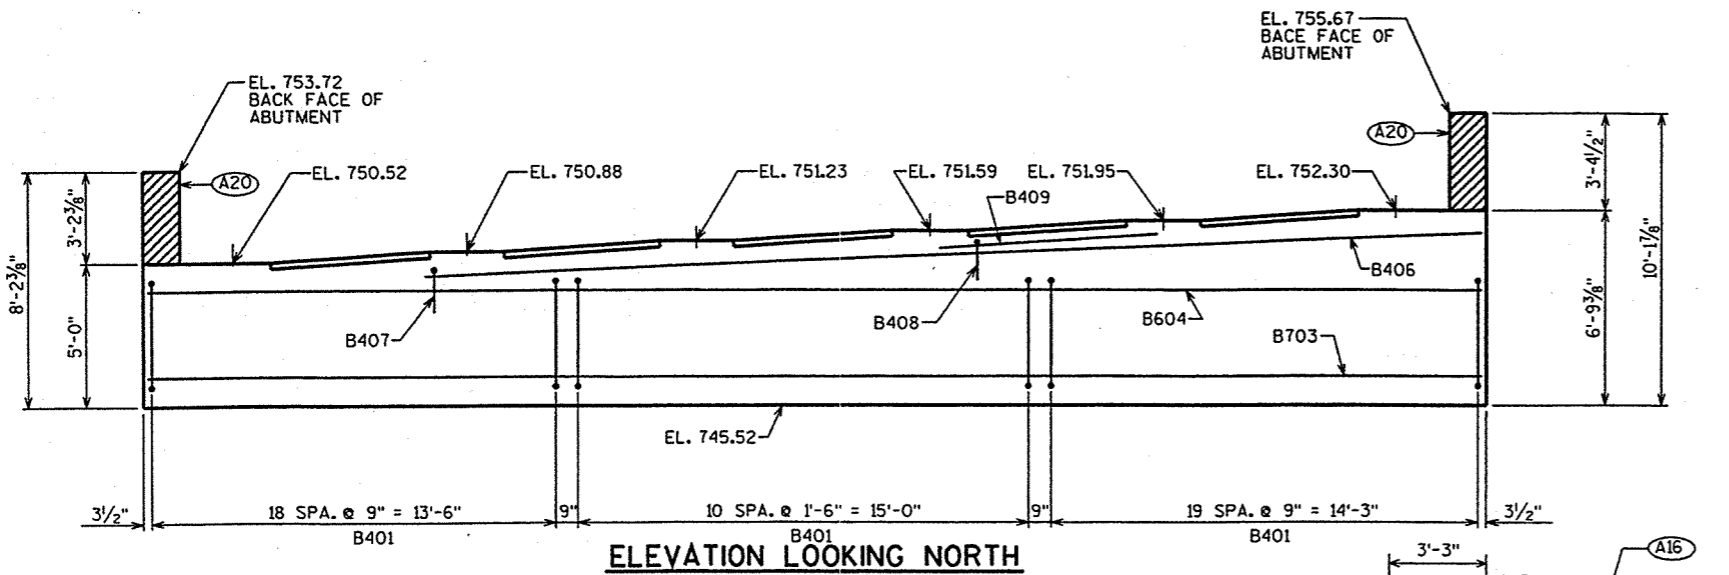 EL. 755.67
BACE FACE OF
ABUTMENT
EL. 753.72
BACK FACE OF
ABUTMENT
A20
A20
EL. 750.52
EL. 750.88
EL. 751.23
EL. 751.59
EL. 751.95
EL. 752.30
B409
3'-2⅜"
8'-2⅜"
5'-0"
3'-4½"
10'-1⅞"
6'-9⅜"
B406
B407
B408
B604
B703
EL. 745.52
3½"
18 SPA. @ 9" = 13'-6"
9"
10 SPA. @ 1'-6" = 15'-0"
9"
19 SPA. @ 9" = 14'-3"
3½"
B401
B401
B401
ELEVATION LOOKING NORTH
3'-3"
A16